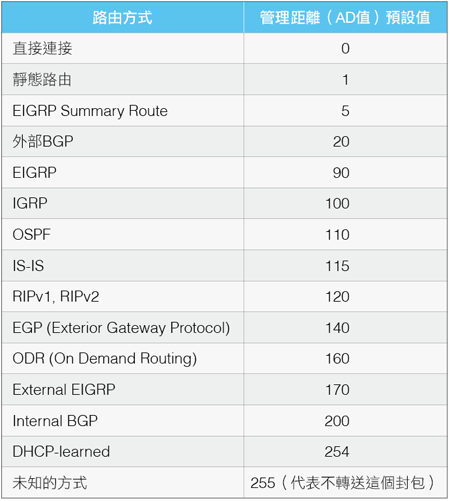 路由方式 管理距離（AD值）預設值
直接連接 0
靜態路由 1
EIGRP Summary Route 5
外部BGP 20
EIGRP 90
IGRP 100
OSPF 110
IS-IS 115
RIPv1, RIPv2 120
EGP (Exterior Gateway Protocol) 140
ODR (On Demand Routing) 160
External EIGRP 170
Internal BGP 200
DHCP-learned 254
未知的方式 255（代表不轉送這個封包）